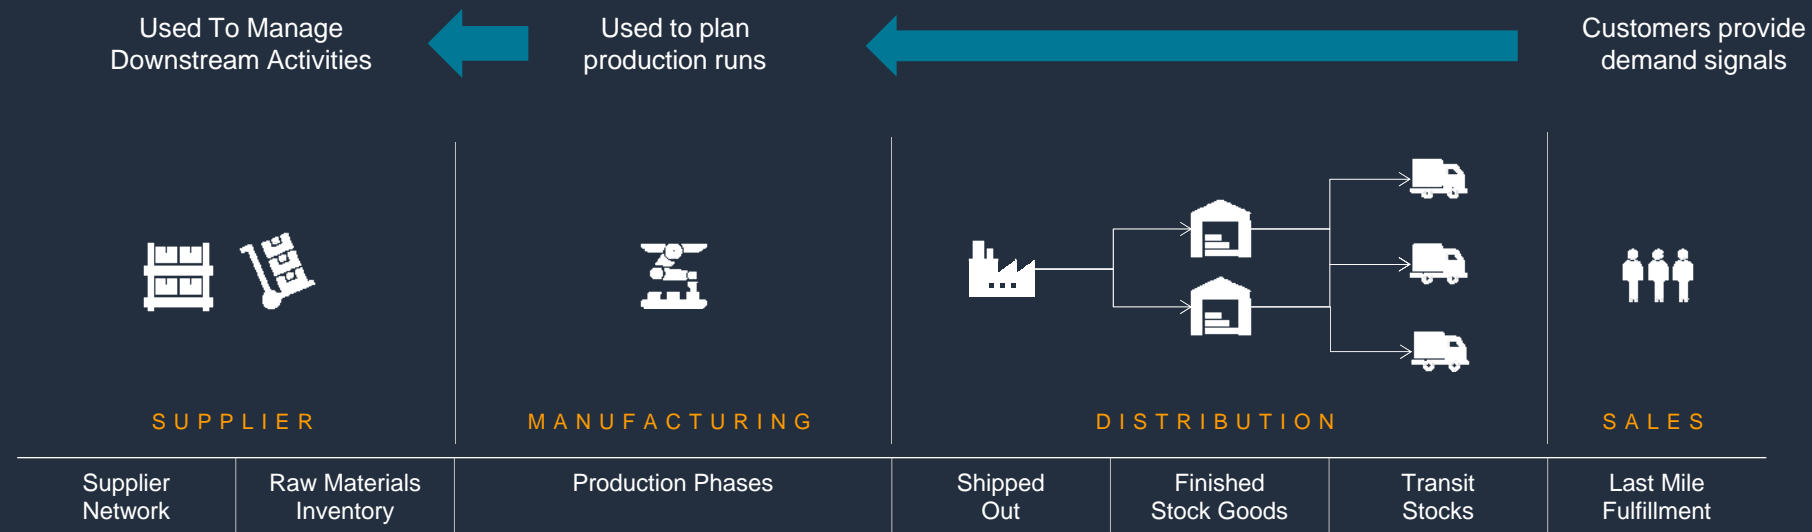 Used To Manage
Downstream Activities
Used to plan
production runs
Customers provide
demand signals
SUPPLIER
MANUFACTURING
DISTRIBUTION
SALES
Supplier
Network
Raw Materials
Inventory
Production Phases
Shipped
Out
Finished
Stock Goods
Transit
Stocks
Last Mile
Fulfillment